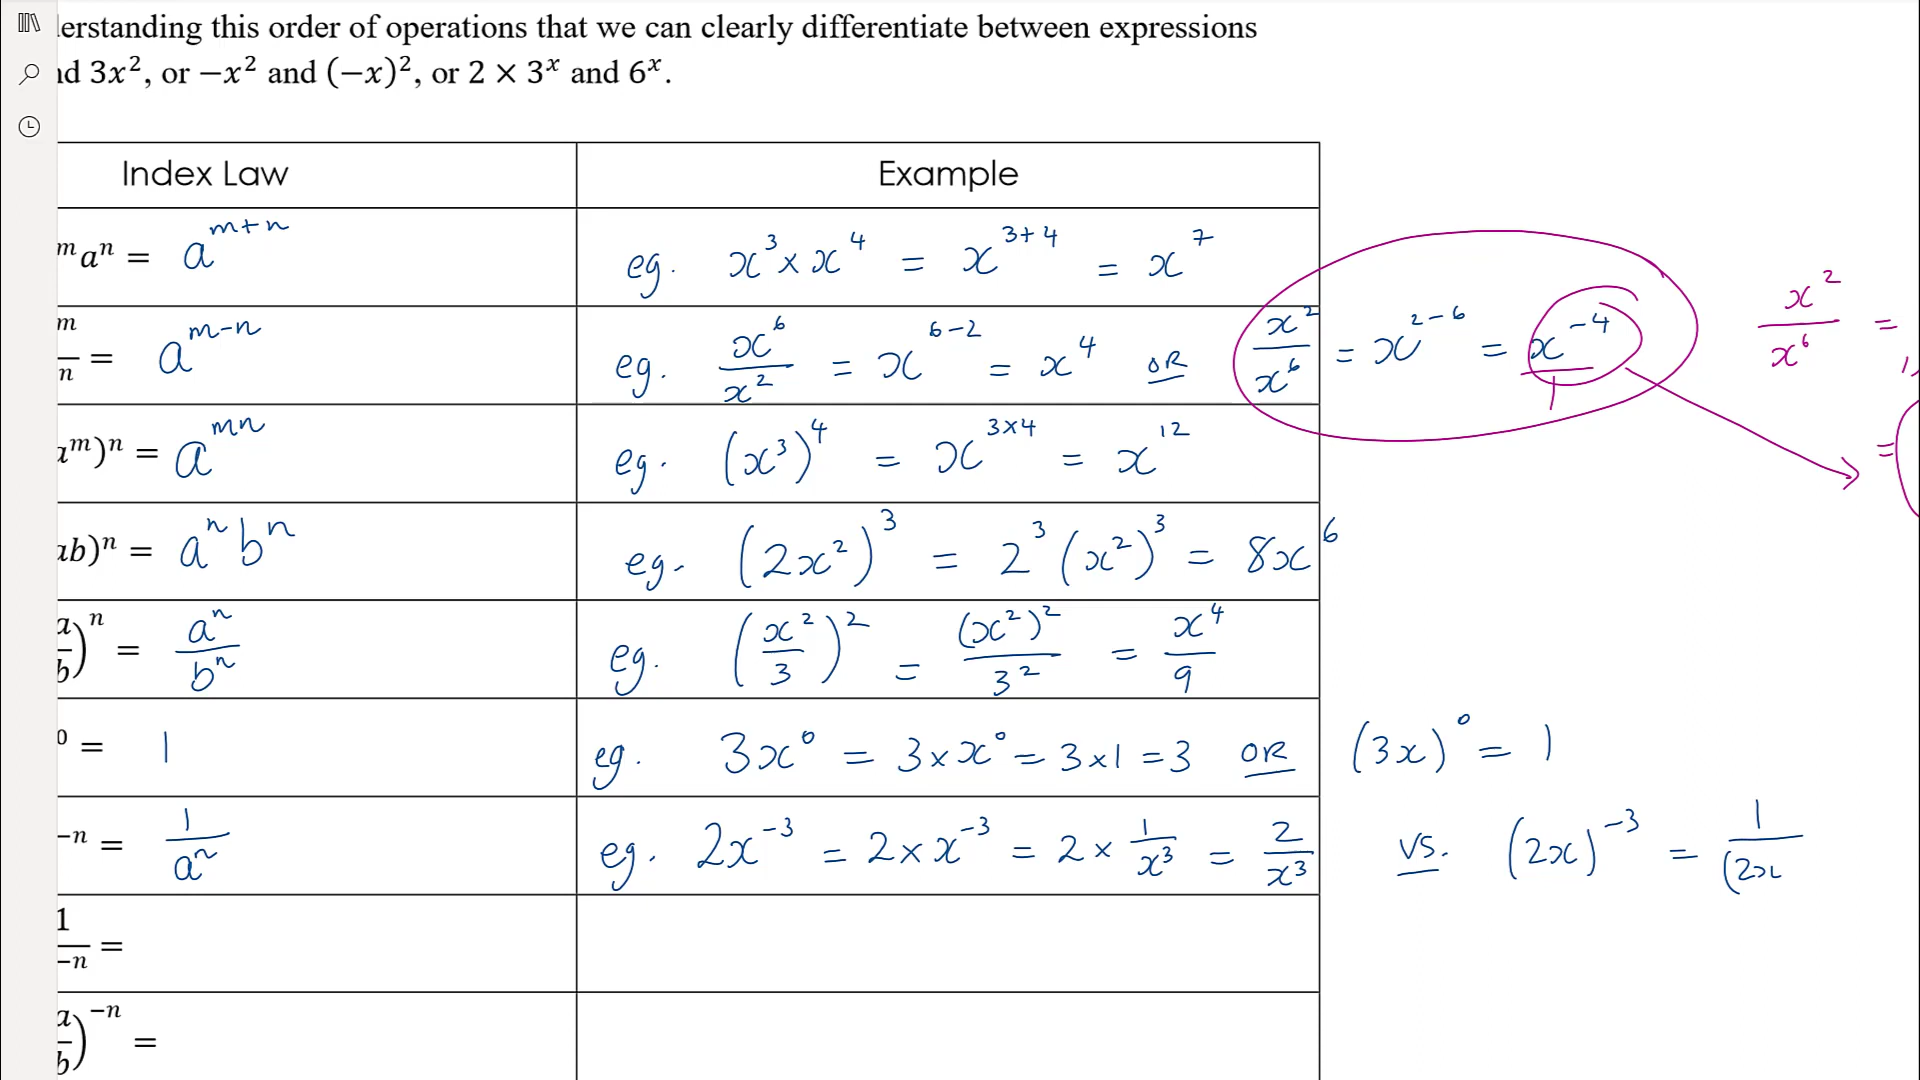 erstanding this order of operations that we can clearly differentiate between expressions
nd 3x², or −x² and (−x)², or 2 × 3ˣ and 6ˣ.
Index Law Example
ᵐaⁿ = a^(m+n) eg. x³ × x⁴ = x^(3+4) = x⁷
m/n = a^(m−n) eg. x⁶/x² = x^(6−2) = x⁴ OR x²/x⁶ = x^(2−6) = x⁻⁴/1 x²/x⁶ =
aᵐ)ⁿ = a^(mn) eg. (x³)⁴ = x^(3×4) = x¹² =
ab)ⁿ = aⁿbⁿ eg. (2x²)³ = 2³(x²)³ = 8x⁶
a/b)ⁿ = aⁿ/bⁿ eg. (x²/3)² = (x²)²/3² = x⁴/9
⁰ = 1 eg. 3x⁰ = 3×x⁰ = 3×1 = 3 OR (3x)⁰ = 1
⁻ⁿ = 1/aⁿ eg. 2x⁻³ = 2×x⁻³ = 2×1/x³ = 2/x³ VS. (2x)⁻³ = 1/(2x
1/⁻ⁿ =
a/b)⁻ⁿ =